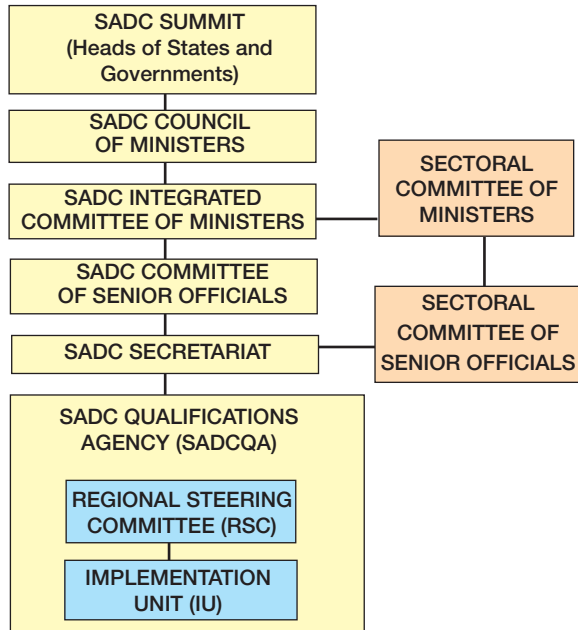 SADC SUMMIT
(Heads of States and
Governments)
SADC COUNCIL
OF MINISTERS
SADC INTEGRATED
COMMITTEE OF MINISTERS
SECTORAL
COMMITTEE OF
MINISTERS
SADC COMMITTEE
OF SENIOR OFFICIALS
SECTORAL
COMMITTEE OF
SENIOR OFFICIALS
SADC SECRETARIAT
SADC QUALIFICATIONS
AGENCY (SADCQA)
REGIONAL STEERING
COMMITTEE (RSC)
IMPLEMENTATION
UNIT (IU)